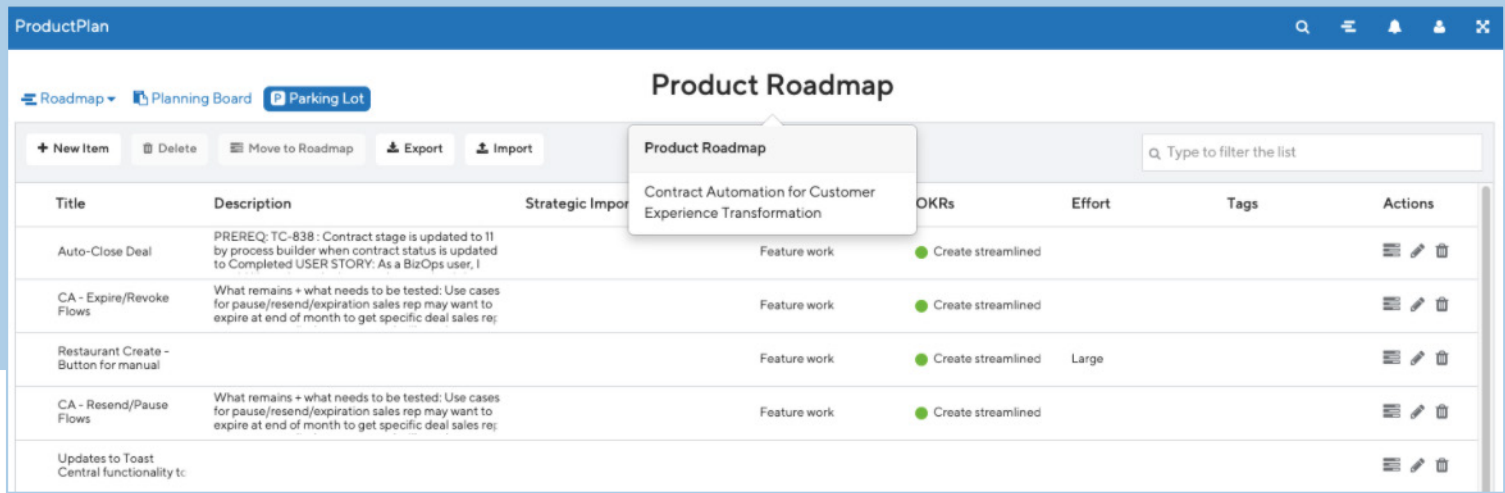 ProductPlan
Product Roadmap
Roadmap
Planning Board
P Parking Lot
+ New Item
Delete
Move to Roadmap
Export
Import
Product Roadmap
Contract Automation for Customer
Experience Transformation
Type to filter the list
Title Description Strategic OKRs Effort Tags Actions
Auto-Close Deal
PREREQ: TC-838 : Contract stage is updated to 11
by process builder when contract status is updated
to Completed USER STORY: As a BizOps user, I
Feature work
Create streamlined
CA - Expire/Revoke
Flows
What remains + what needs to be tested: Use cases
for pause/resend/expiration sales rep may want to
expire at end of month to get specific deal sales rep
Feature work
Create streamlined
Restaurant Create -
Button for manual
Feature work
Create streamlined
Large
CA - Resend/Pause
Flows
What remains + what needs to be tested: Use cases
for pause/resend/expiration sales rep may want to
expire at end of month to get specific deal sales rep
Feature work
Create streamlined
Updates to Toast
Central functionality to